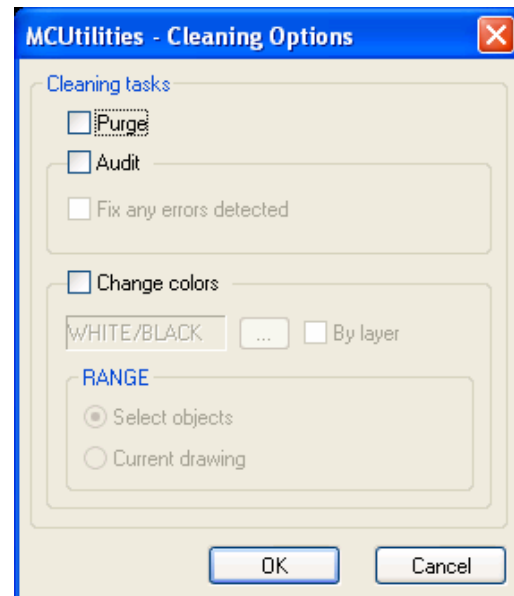 MCUtilities - Cleaning Options
Cleaning tasks
Purge
Audit
Fix any errors detected
Change colors
WHITE/BLACK ... By layer
RANGE
Select objects
Current drawing
OK Cancel